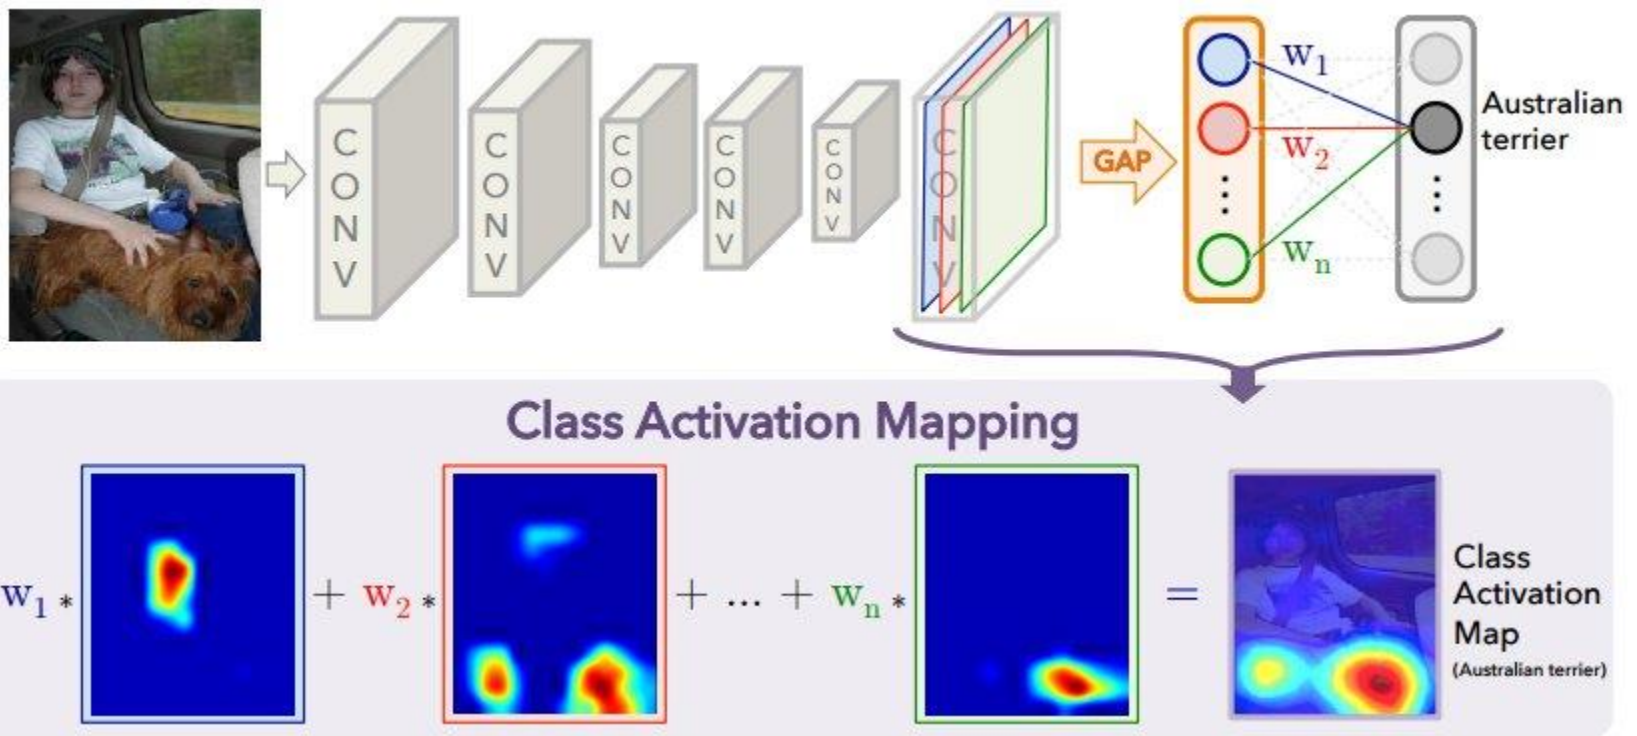 CONV
CONV
CONV
CONV
CONV
CONV
GAP
w1
w2
wn
Australian
terrier
Class Activation Mapping
w1 *
+ w2 *
+ ... + wn *
=
Class
Activation
Map
(Australian terrier)